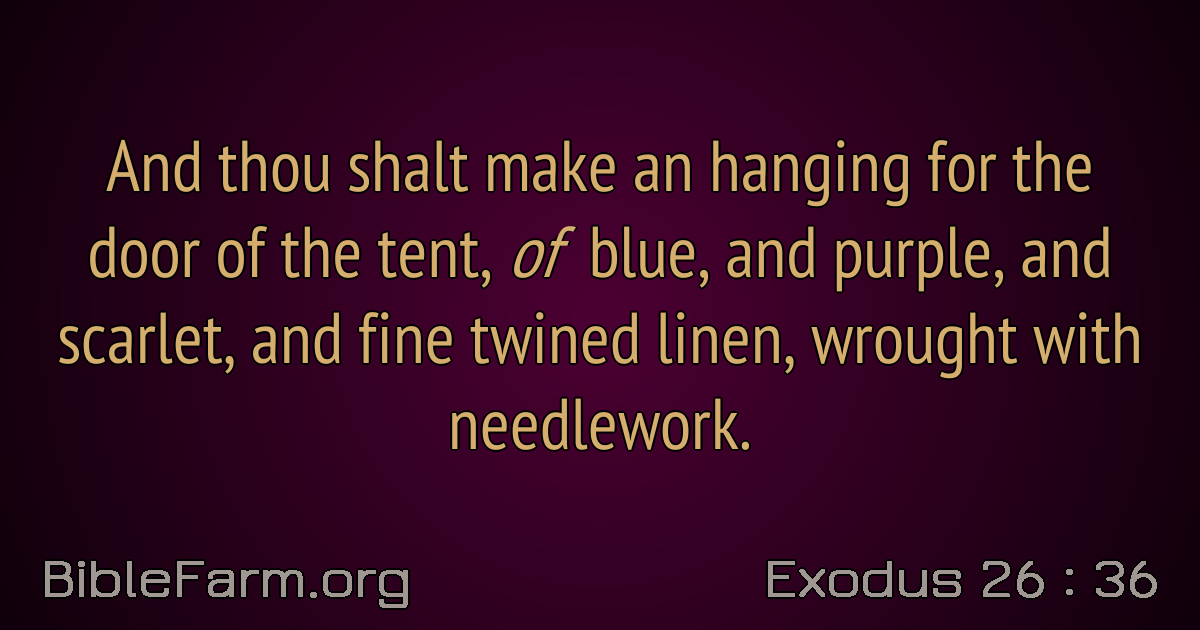 And thou shalt make an hanging for the
door of the tent, of blue, and purple, and
scarlet, and fine twined linen, wrought with
needlework.
BibleFarm.org
Exodus 26 : 36